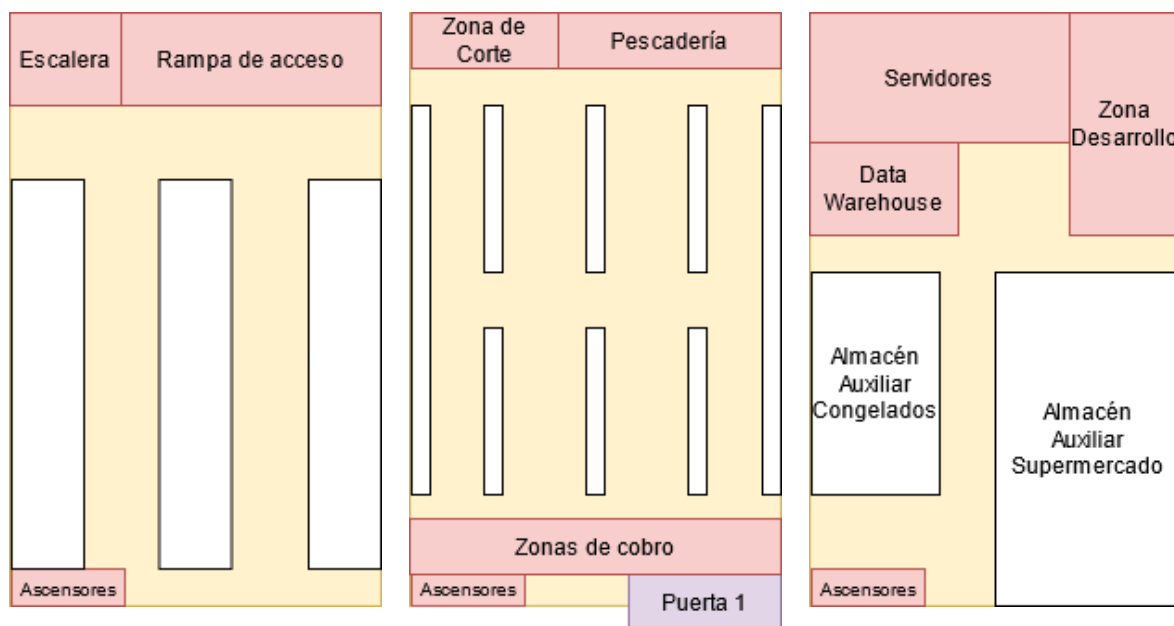 Escalera
Rampa de acceso
Ascensores
Zona de
Corte
Pescadería
Zonas de cobro
Ascensores
Puerta 1
Servidores
Zona
Desarrollo
Data
Warehouse
Almacén
Auxiliar
Congelados
Almacén
Auxiliar
Supermercado
Ascensores